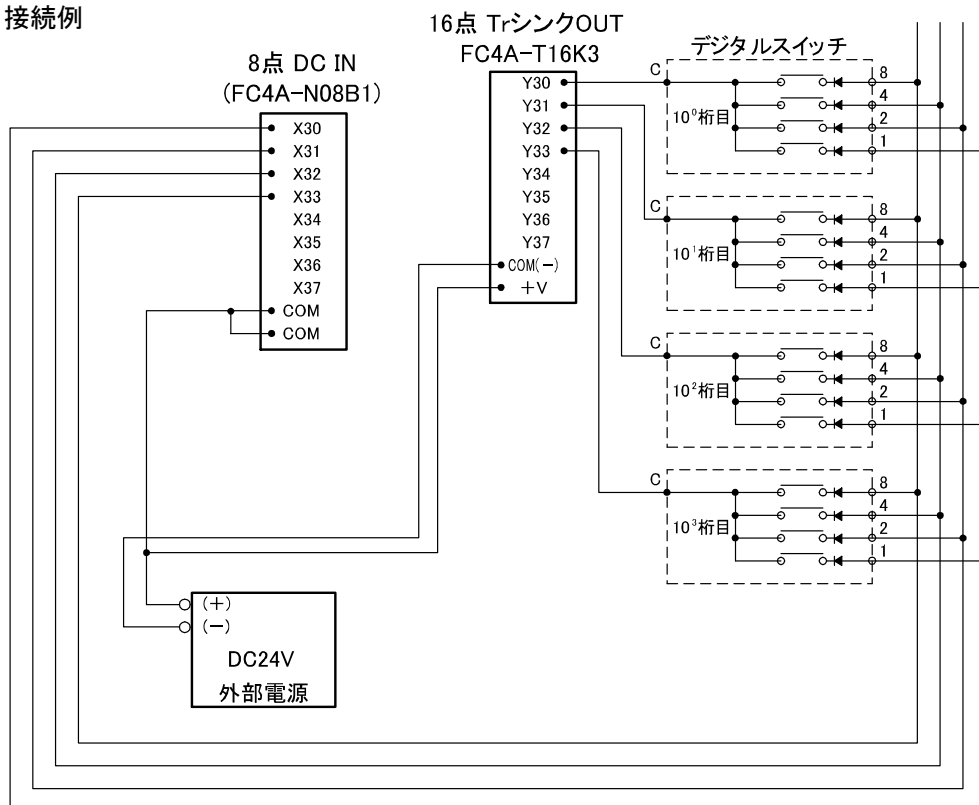 接続例
8点 DC IN
(FC4A-N08B1)
X30
X31
X32
X33
X34
X35
X36
X37
COM
COM
16点 TrシンクOUT
FC4A-T16K3
Y30
Y31
Y32
Y33
Y34
Y35
Y36
Y37
COM(-)
+V
デジタルスイッチ
C
10⁰桁目
8
4
2
1
C
10¹桁目
8
4
2
1
C
10²桁目
8
4
2
1
C
10³桁目
8
4
2
1
(+)
(-)
DC24V
外部電源